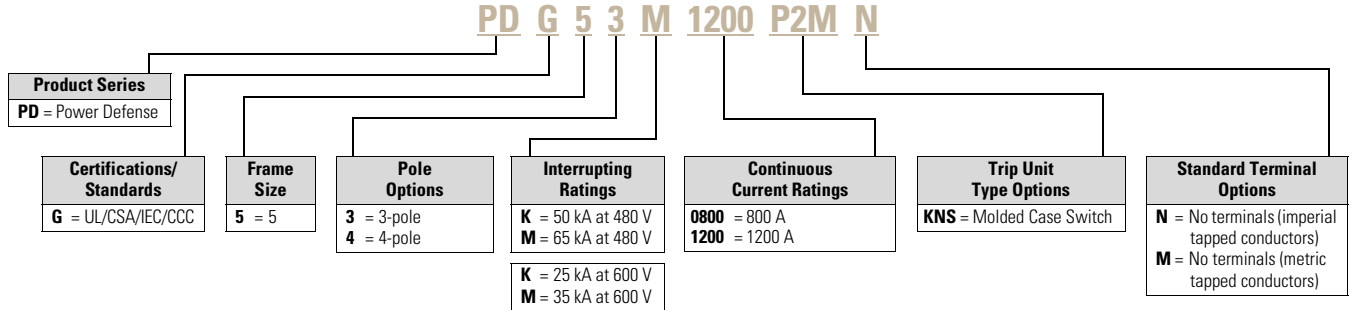 PD G 5 3 M 1200 P2M N
Product Series
PD = Power Defense
Certifications/
Standards
G = UL/CSA/IEC/CCC
Frame
Size
5 = 5
Pole
Options
3 = 3-pole
4 = 4-pole
Interrupting
Ratings
K = 50 kA at 480 V
M = 65 kA at 480 V
K = 25 kA at 600 V
M = 35 kA at 600 V
Continuous
Current Ratings
0800 = 800 A
1200 = 1200 A
Trip Unit
Type Options
KNS = Molded Case Switch
Standard Terminal
Options
N = No terminals (imperial
tapped conductors)
M = No terminals (metric
tapped conductors)